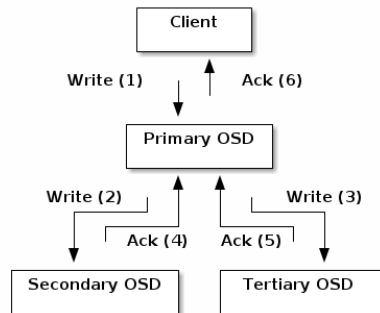 Client
Write (1)
Ack (6)
Primary OSD
Write (2)
Write (3)
Ack (4)
Ack (5)
Secondary OSD
Tertiary OSD